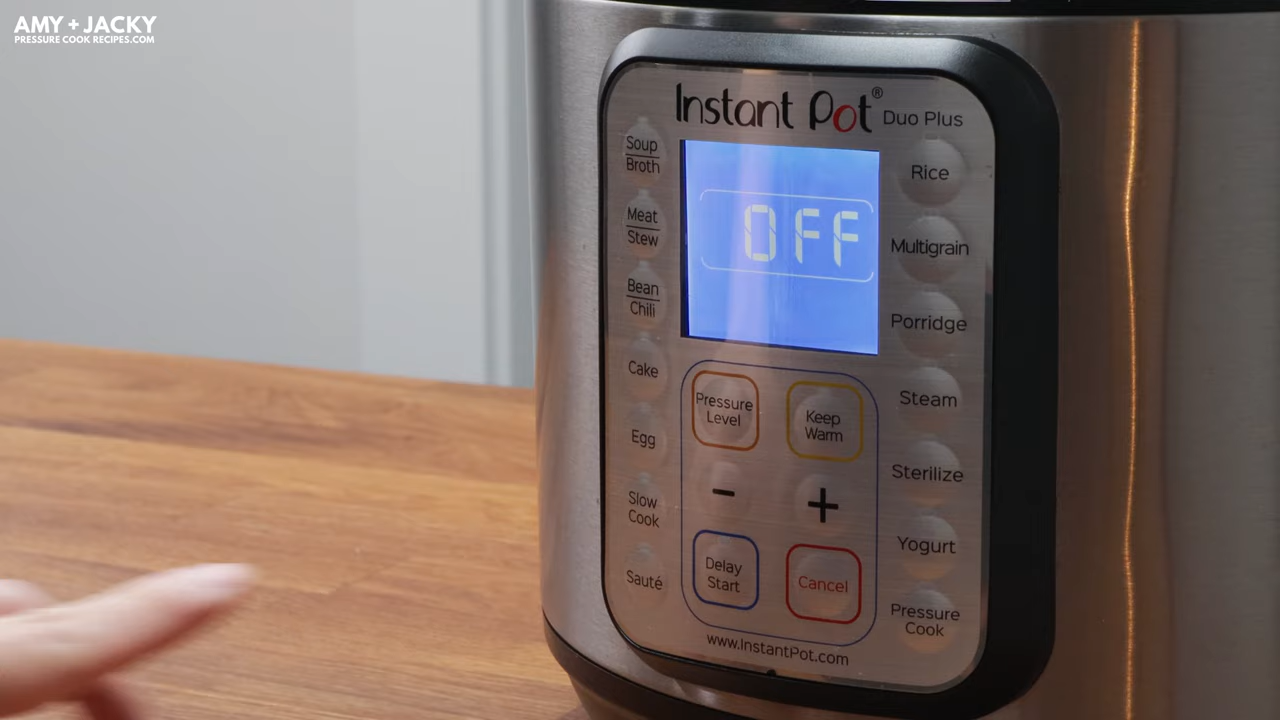 AMY + JACKY
PRESSURE COOK RECIPES.COM
Instant Pot® Duo Plus
OFF
Soup
Broth
Meat
Stew
Bean
Chili
Cake
Egg
Slow
Cook
Sauté
Pressure
Level
Keep
Warm
-
+
Delay
Start
Cancel
www.InstantPot.com
Rice
Multigrain
Porridge
Steam
Sterilize
Yogurt
Pressure
Cook